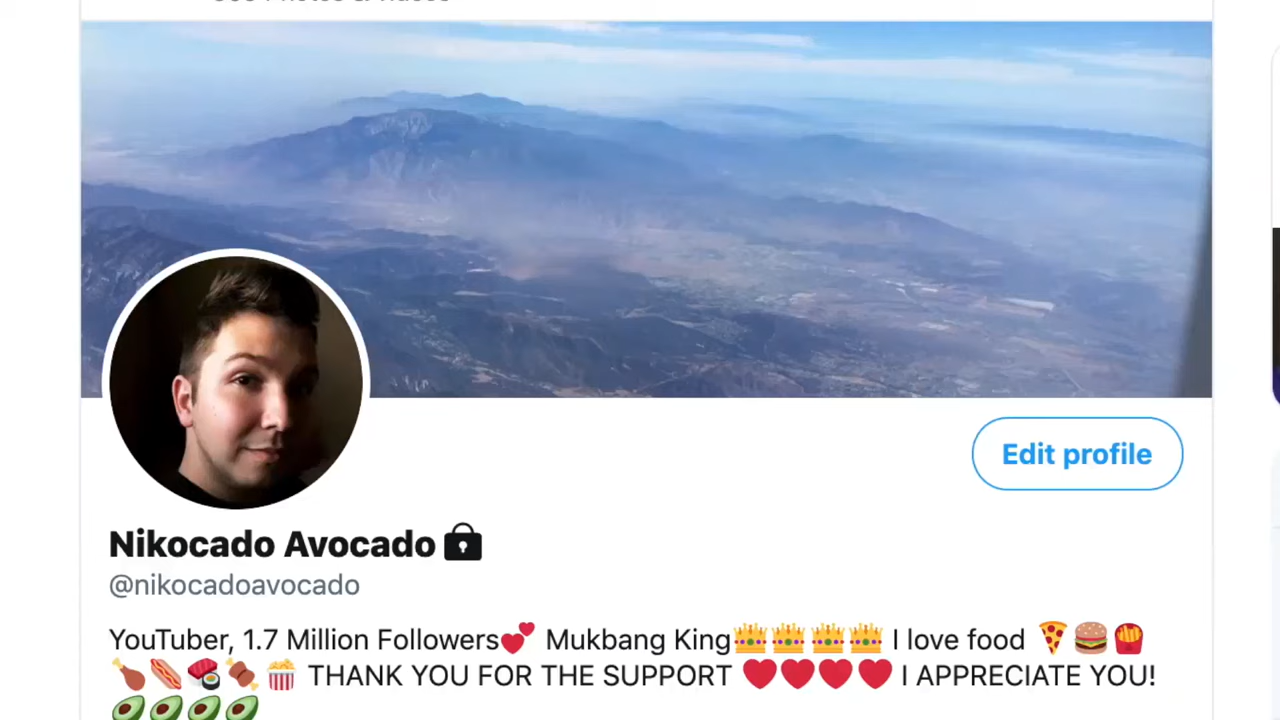 Edit profile
Nikocado Avocado
@nikocadoavocado
YouTuber, 1.7 Million Followers💕 Mukbang King👑👑👑👑 I love food 🍕🍔🍟
🍗🌭🍣🍖🍿 THANK YOU FOR THE SUPPORT ❤️❤️❤️❤️ I APPRECIATE YOU!
🥑🥑🥑🥑